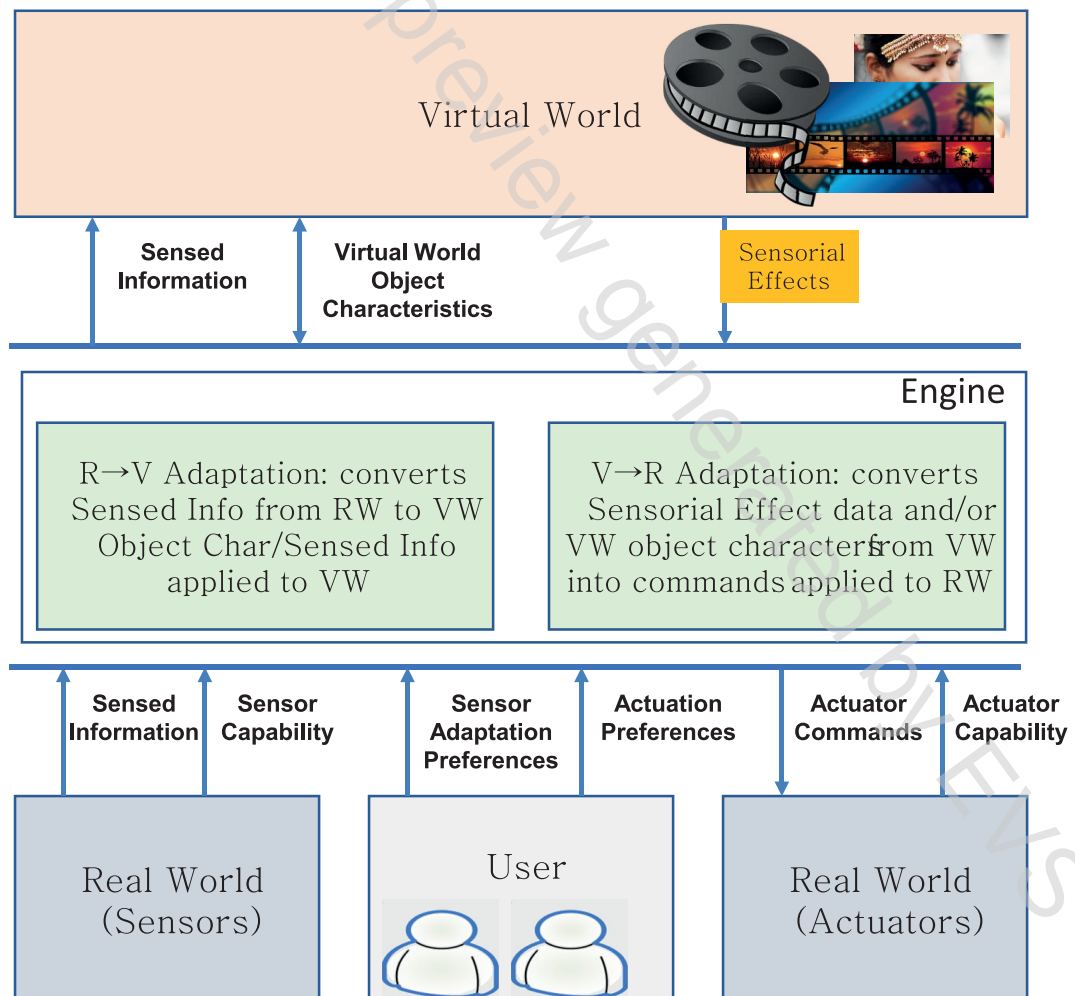 Virtual World
Sensed
Information
Virtual World
Object
Characteristics
Sensorial
Effects
Engine
R→V Adaptation: converts
Sensed Info from RW to VW
Object Char/Sensed Info
applied to VW
V→R Adaptation: converts
Sensorial Effect data and/or
VW object characters from VW
into commands applied to RW
Sensed
Information
Sensor
Capability
Sensor
Adaptation
Preferences
Actuation
Preferences
Actuator
Commands
Actuator
Capability
Real World
(Sensors)
User
Real World
(Actuators)
preview generated by EVS